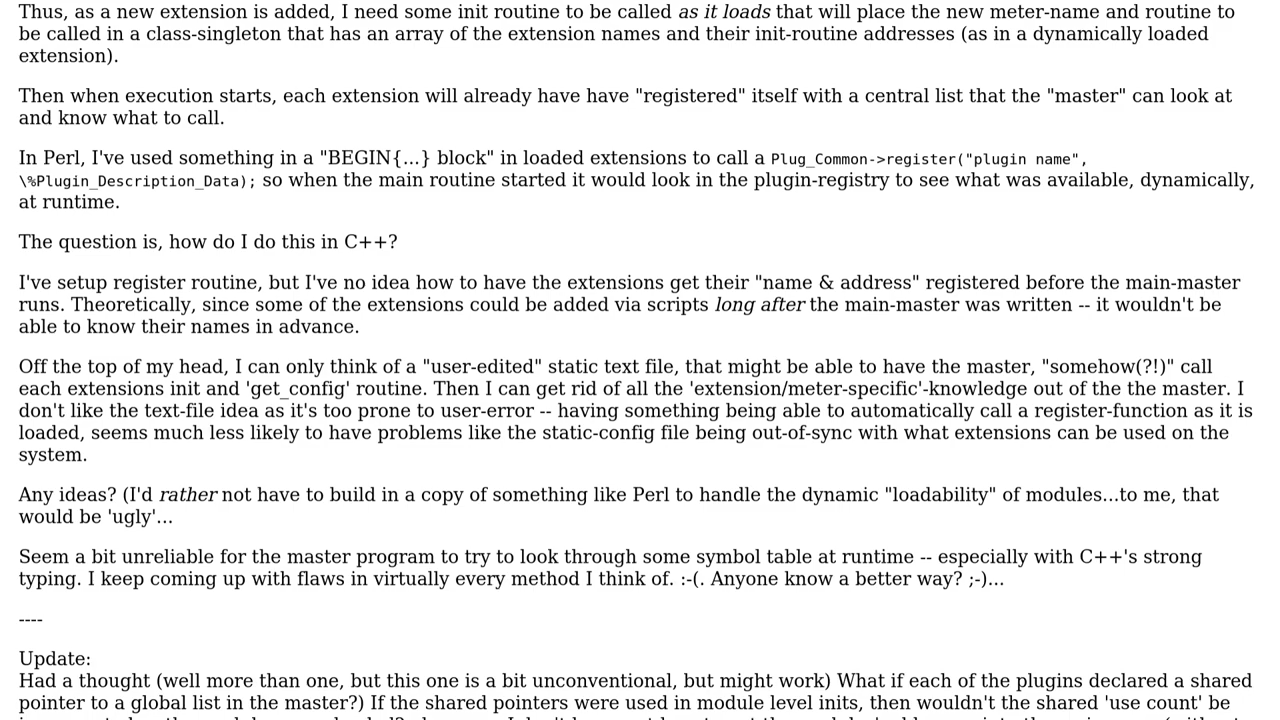 Thus, as a new extension is added, I need some init routine to be called as it loads that will place the new meter-name and routine to
be called in a class-singleton that has an array of the extension names and their init-routine addresses (as in a dynamically loaded
extension).
Then when execution starts, each extension will already have have "registered" itself with a central list that the "master" can look at
and know what to call.
In Perl, I've used something in a "BEGIN{...} block" in loaded extensions to call a Plug_Common->register("plugin name",
\%Plugin_Description_Data); so when the main routine started it would look in the plugin-registry to see what was available, dynamically,
at runtime.
The question is, how do I do this in C++?
I've setup register routine, but I've no idea how to have the extensions get their "name & address" registered before the main-master
runs. Theoretically, since some of the extensions could be added via scripts long after the main-master was written -- it wouldn't be
able to know their names in advance.
Off the top of my head, I can only think of a "user-edited" static text file, that might be able to have the master, "somehow(?!)" call
each extensions init and 'get_config' routine. Then I can get rid of all the 'extension/meter-specific'-knowledge out of the the master. I
don't like the text-file idea as it's too prone to user-error -- having something being able to automatically call a register-function as it is
loaded, seems much less likely to have problems like the static-config file being out-of-sync with what extensions can be used on the
system.
Any ideas? (I'd rather not have to build in a copy of something like Perl to handle the dynamic "loadability" of modules...to me, that
would be 'ugly'...
Seem a bit unreliable for the master program to try to look through some symbol table at runtime -- especially with C++'s strong
typing. I keep coming up with flaws in virtually every method I think of. :-(. Anyone know a better way? ;-)...
----
Update:
Had a thought (well more than one, but this one is a bit unconventional, but might work) What if each of the plugins declared a shared
pointer to a global list in the master?) If the shared pointers were used in module level inits, then wouldn't the shared 'use count' be